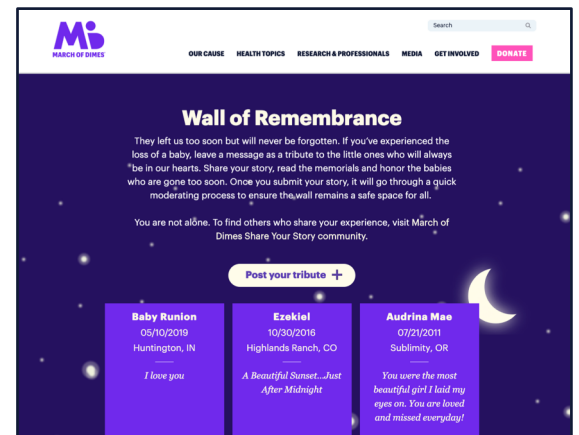 Search
MARCH OF DIMES
OUR CAUSE HEALTH TOPICS RESEARCH & PROFESSIONALS MEDIA GET INVOLVED DONATE
Wall of Remembrance
They left us too soon but will never be forgotten. If you've experienced the
loss of a baby, leave a message as a tribute to the little ones who will always
be in our hearts. Share your story, read the memorials and honor the babies
who are gone too soon. Once you submit your story, it will go through a quick
moderating process to ensure the wall remains a safe space for all.
You are not alone. To find others who share your experience, visit March of
Dimes Share Your Story community.
Post your tribute +
Baby Runion
05/10/2019
Huntington, IN
I love you
Ezekiel
10/30/2016
Highlands Ranch, CO
A Beautiful Sunset...Just
After Midnight
Audrina Mae
07/21/2011
Sublimity, OR
You were the most
beautiful girl I laid my
eyes on. You are loved
and missed everyday!